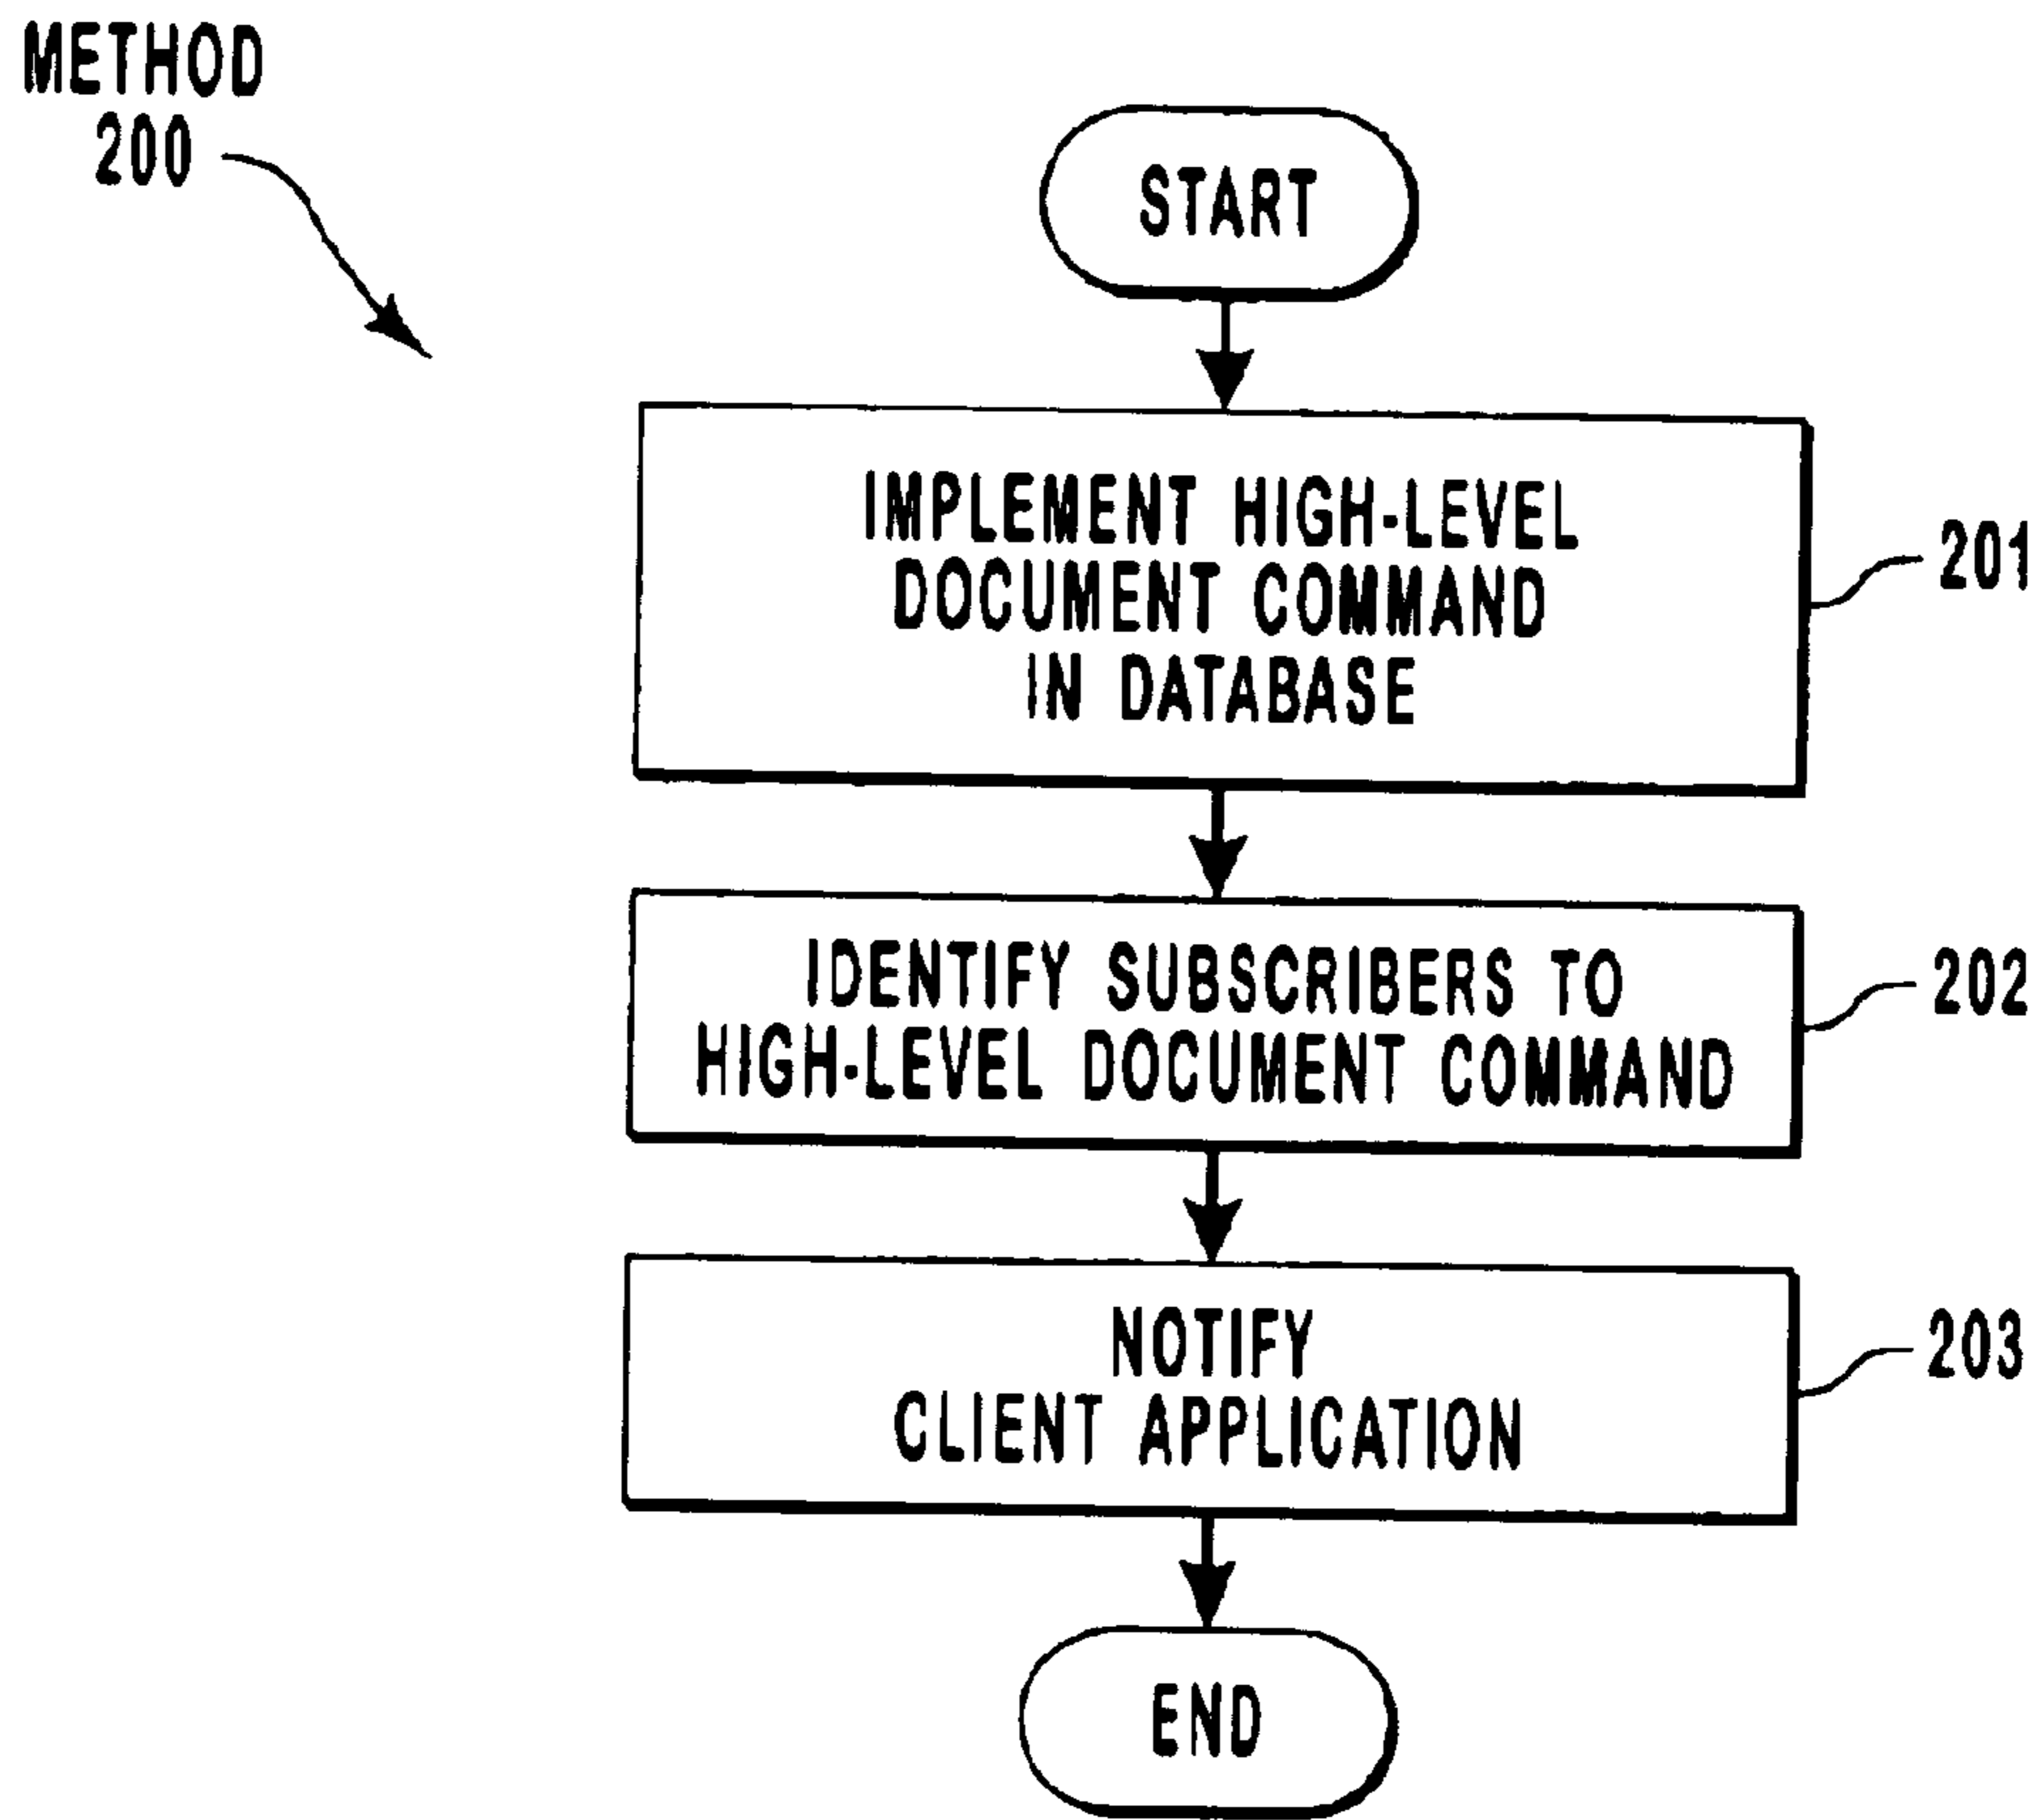 METHOD
200
START
IMPLEMENT HIGH-LEVEL
DOCUMENT COMMAND
IN DATABASE
201
IDENTIFY SUBSCRIBERS TO
HIGH-LEVEL DOCUMENT COMMAND
202
NOTIFY
CLIENT APPLICATION
203
END